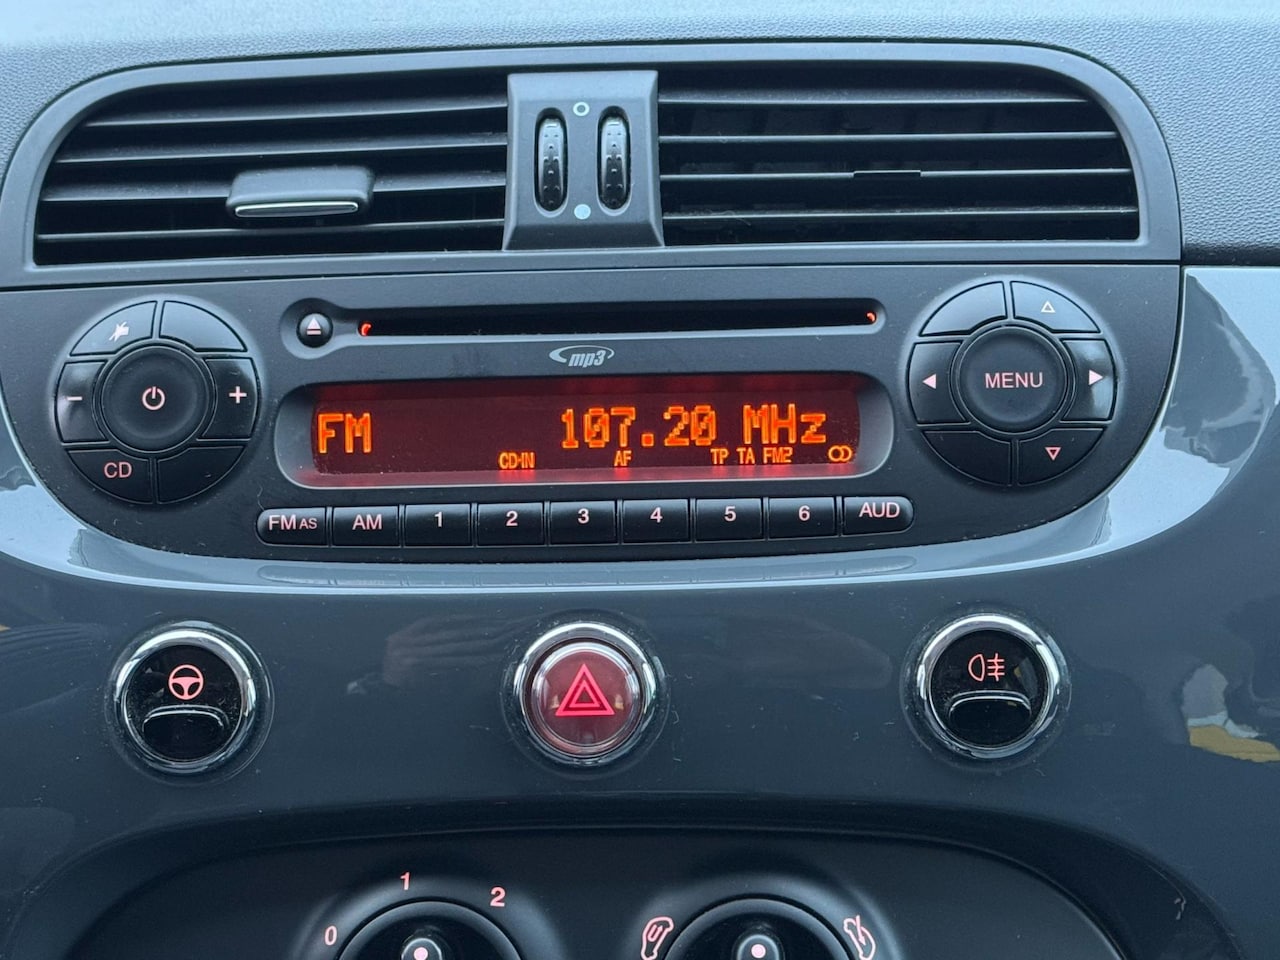 mp3
FM 107.20 MHz
CD-IN AF TP TA FM2
MENU
CD
FM AS AM 1 2 3 4 5 6 AUD
1 2
0